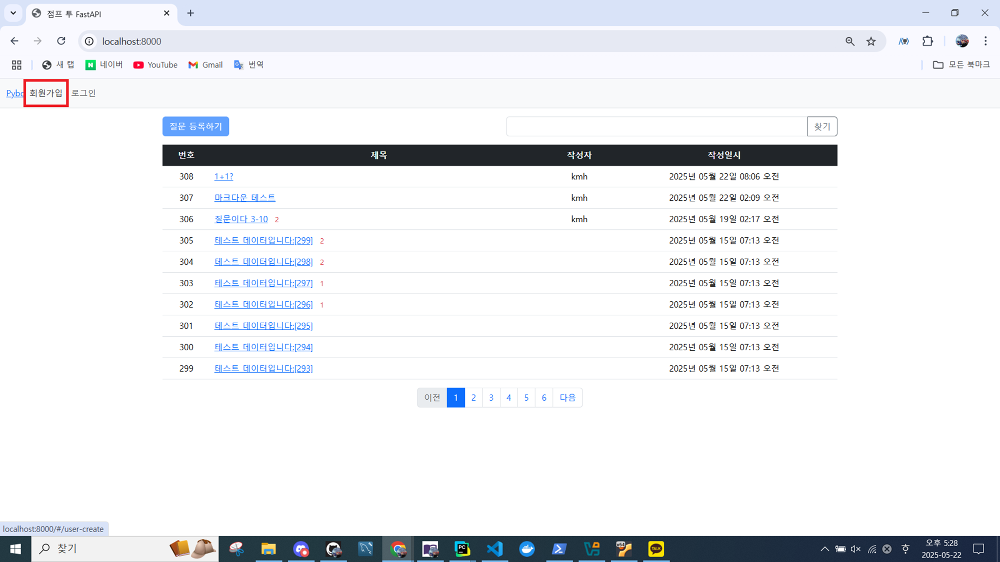 점프 투 FastAPI
localhost:8000
새 탭 네이버 YouTube Gmail 번역 모든 북마크
Pybo 회원가입 로그인
질문 등록하기 찾기
번호 제목 작성자 작성일시
308 1+1? kmh 2025년 05월 22일 08:06 오전
307 마크다운 테스트 kmh 2025년 05월 22일 02:09 오전
306 질문이다 3-10 2 kmh 2025년 05월 19일 02:17 오전
305 테스트 데이터입니다:[299] 2 2025년 05월 15일 07:13 오전
304 테스트 데이터입니다:[298] 2 2025년 05월 15일 07:13 오전
303 테스트 데이터입니다:[297] 1 2025년 05월 15일 07:13 오전
302 테스트 데이터입니다:[296] 1 2025년 05월 15일 07:13 오전
301 테스트 데이터입니다:[295] 2025년 05월 15일 07:13 오전
300 테스트 데이터입니다:[294] 2025년 05월 15일 07:13 오전
299 테스트 데이터입니다:[293] 2025년 05월 15일 07:13 오전
이전 1 2 3 4 5 6 다음
localhost:8000/#/user-create
찾기 PC x64 TALK 오후 5:28
2025-05-22